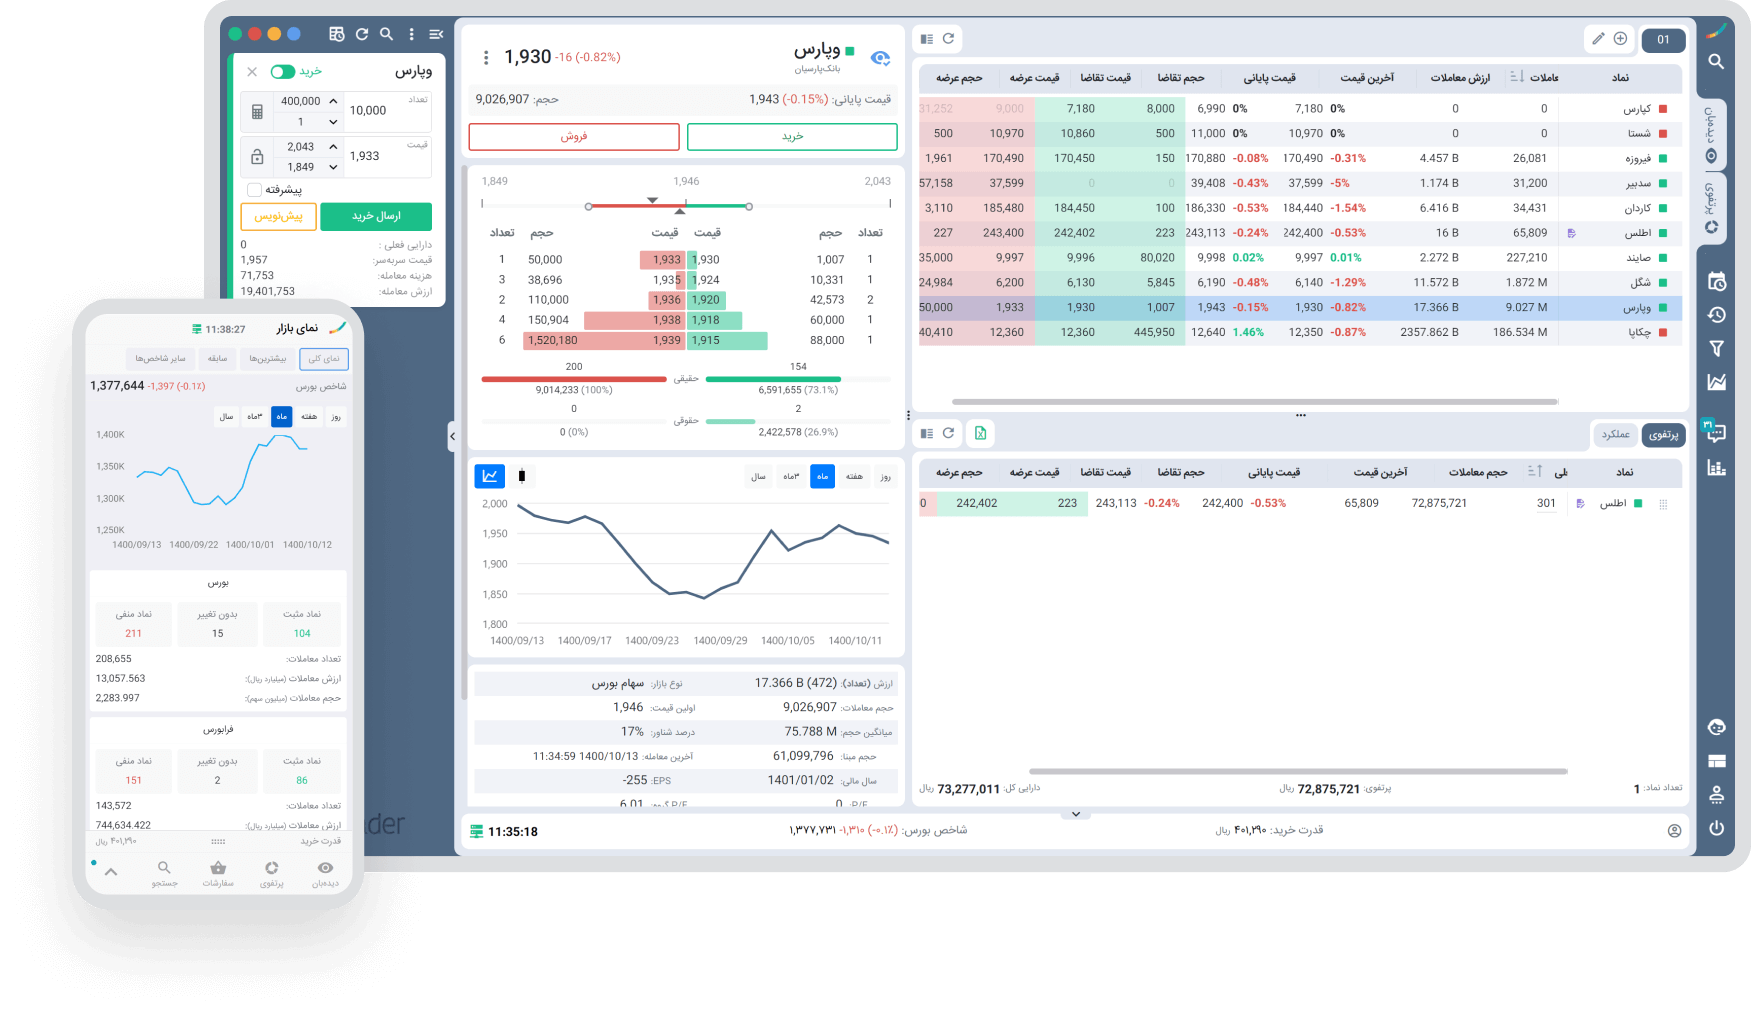 وپارس
خرید
تعداد
10,000
400,000
1
قیمت
1,933
2,043
1,849
پیشرفته
ارسال خرید
پیش‌نویس
دارایی فعلی :
0
قیمت سربه‌سر:
1,957
هزینه معامله:
71,753
ارزش معامله:
19,401,753
der
نمای بازار
11:38:27
نمای کلی بیشترین‌ها سابقه سایر شاخص‌ها
شاخص بورس 1,377,644 -1,397 (-0.1٪)
روز هفته ماه ۳ماه سال
1,400K
1,350K
1,300K
1,250K
1400/09/13 1400/09/22 1400/10/01 1400/10/12
بورس
نماد مثبت بدون تغییر نماد منفی
104 15 211
تعداد معاملات: 208,655
ارزش معاملات (میلیارد ریال): 13,057.563
حجم معاملات (میلیون سهم): 2,283.997
فرابورس
نماد مثبت بدون تغییر نماد منفی
86 2 151
تعداد معاملات: 143,572
ارزش معاملات (میلیارد ریال): 744,634.422
قدرت خرید ۴۰۱,۲۹۰ ریال
دیده‌بان پرتفوی سفارشات جستجو
وپارس
بانک‌پارسیان
1,930 -16 (-0.82%)
قیمت پایانی: 1,943 (-0.15%)
حجم: 9,026,907
خرید
فروش
1,849 1,946 2,043
تعداد حجم قیمت قیمت حجم تعداد
1 50,000 1,933 1,930 1,007 1
3 38,696 1,935 1,924 10,331 1
2 110,000 1,936 1,920 42,573 2
4 150,904 1,938 1,918 60,000 1
6 1,520,180 1,939 1,915 88,000 1
200 حقیقی 154
9,014,233 (100%) 6,591,655 (73.1%)
0 حقوقی 2
0 (0%) 2,422,578 (26.9%)
روز هفته ماه ۳ماه سال
2,000
1,950
1,900
1,850
1,800
1400/09/13 1400/09/17 1400/09/23 1400/09/29 1400/10/05 1400/10/11
ارزش (تعداد): 17.366 B (472) نوع بازار: سهام بورس
حجم معاملات: 9,026,907 اولین قیمت: 1,946
میانگین حجم: 75.788 M درصد شناور: 17%
حجم مبنا: 61,099,796 آخرین معامله: 1400/10/13 11:34:59
سال مالی: 1401/01/02 EPS: -255
P/E: 0 P/E گروه: 6.01
01
نماد
عاملات
ارزش معاملات
آخرین قیمت
قیمت پایانی
حجم تقاضا
قیمت تقاضا
قیمت عرضه
حجم عرضه
کپارس 0 0 7,180 0% 6,990 0% 8,000 7,180 9,000 31,252
شستا 0 0 10,970 0% 11,000 0% 500 10,860 10,970 500
فیروزه 26,081 4.457 B 170,490 -0.31% 170,880 -0.08% 150 170,450 170,490 1,961
سدبیر 31,200 1.174 B 37,599 -5% 39,408 -0.43% 0 0 37,599 57,158
کاردان 34,431 6.416 B 184,440 -1.54% 186,330 -0.53% 100 184,450 185,480 3,110
اطلس 65,809 16 B 242,400 -0.53% 243,113 -0.24% 223 242,402 243,400 227
صایند 227,210 2.272 B 9,997 0.01% 9,998 0.02% 80,020 9,996 9,997 35,000
شگل 1.872 M 11.572 B 6,140 -1.29% 6,190 -0.48% 5,845 6,130 6,200 24,984
وپارس 9.027 M 17.366 B 1,930 -0.82% 1,943 -0.15% 1,007 1,930 1,933 50,000
چکاپا 186.534 M 2357.862 B 12,350 -0.87% 12,640 1.46% 445,950 12,360 12,360 40,410
پرتفوی
عملکرد
نماد
حجم معاملات
آخرین قیمت
قیمت پایانی
حجم تقاضا
قیمت تقاضا
قیمت عرضه
حجم عرضه
اطلس 301 72,875,721 65,809 242,400 -0.53% 243,113 -0.24% 223 242,402 0
تعداد نماد: 1
پرتفوی: 72,875,721 ریال
دارایی کل: 73,277,011 ریال
قدرت خرید: ۴۰۱,۲۹۰ ریال
شاخص بورس: ۱,۳۷۷,۷۳۱ -۱,۳۱۰ (-۰.۱٪)
11:35:18
دیده‌بان
پرتفوی
۳۱